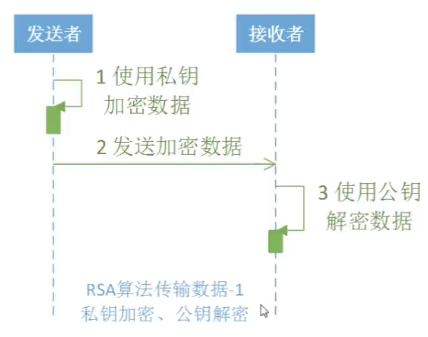 发送者
接收者
1 使用私钥
加密数据
2 发送加密数据
3 使用公钥
解密数据
RSA算法传输数据-1
私钥加密、公钥解密